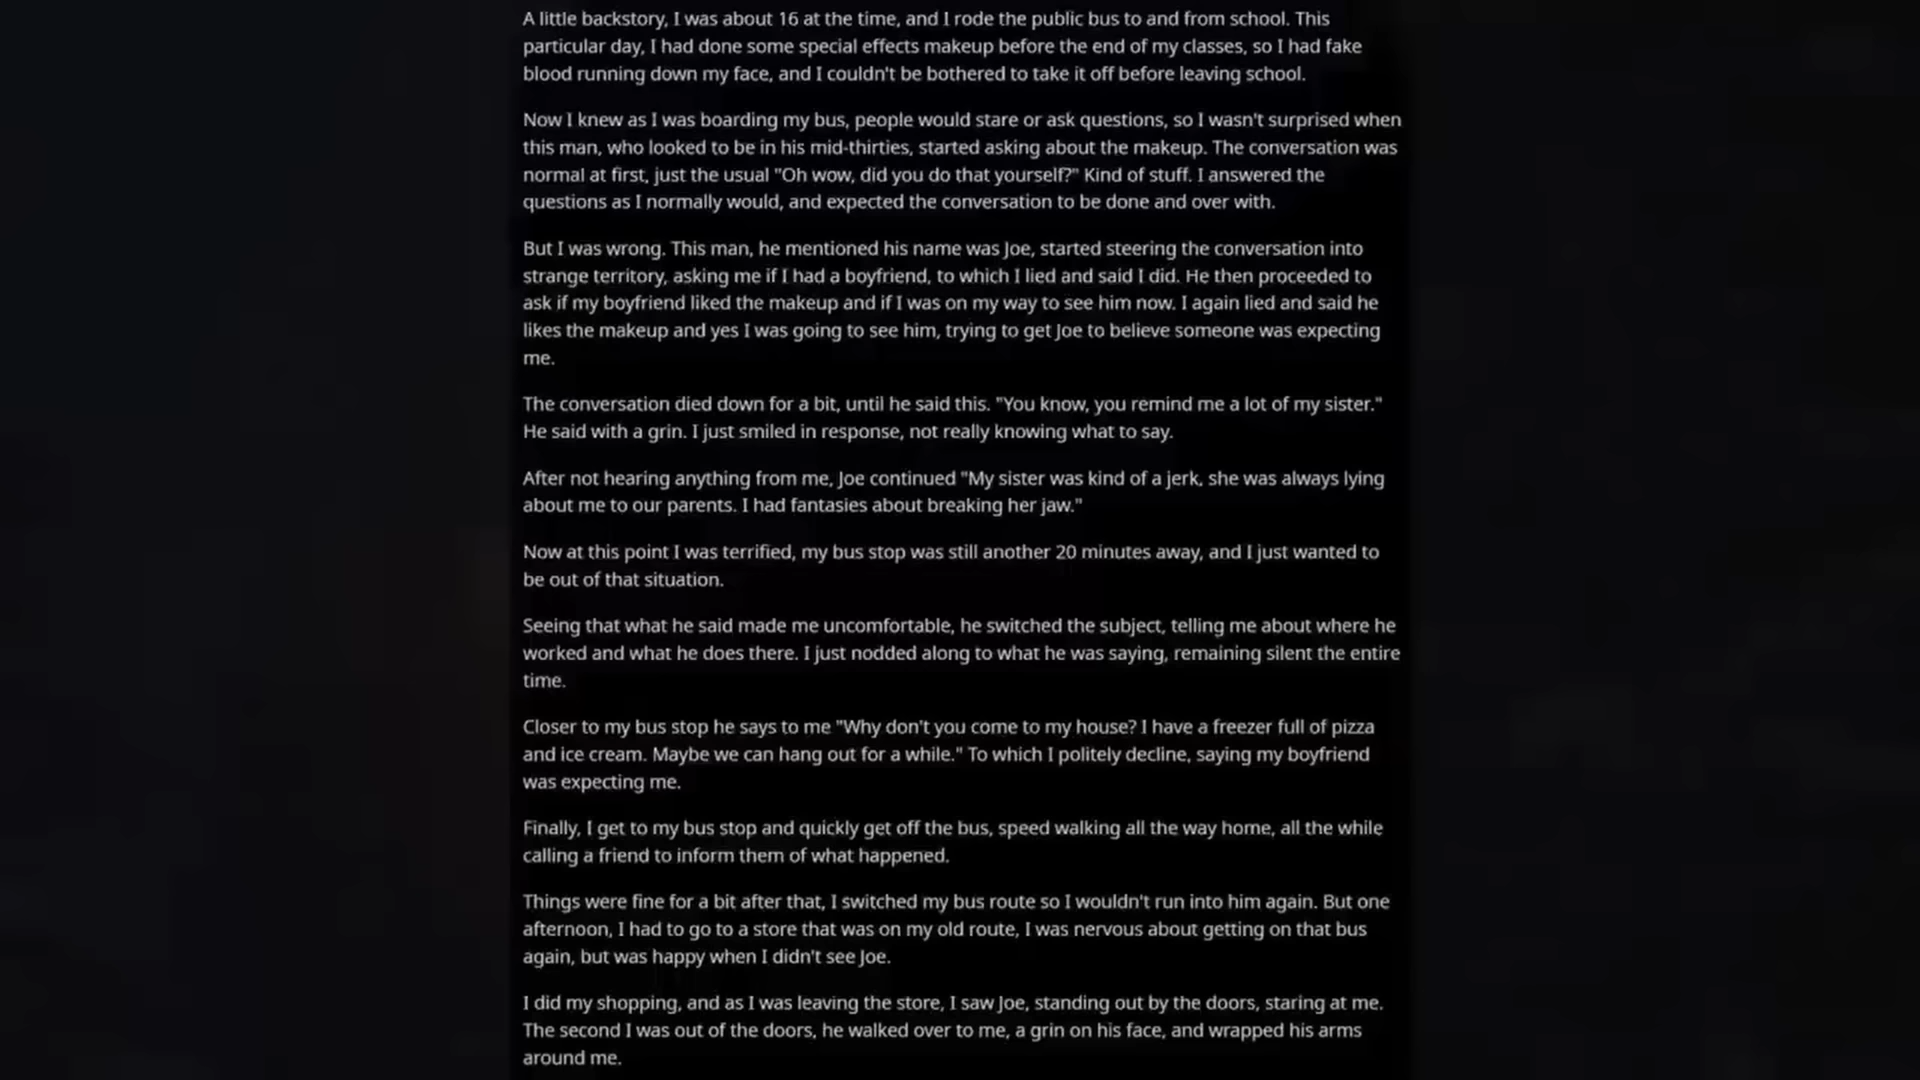 A little backstory, I was about 16 at the time, and I rode the public bus to and from school. This
particular day, I had done some special effects makeup before the end of my classes, so I had fake
blood running down my face, and I couldn't be bothered to take it off before leaving school.
Now I knew as I was boarding my bus, people would stare or ask questions, so I wasn't surprised when
this man, who looked to be in his mid-thirties, started asking about the makeup. The conversation was
normal at first, just the usual "Oh wow, did you do that yourself?" Kind of stuff. I answered the
questions as I normally would, and expected the conversation to be done and over with.
But I was wrong. This man, he mentioned his name was Joe, started steering the conversation into
strange territory, asking me if I had a boyfriend, to which I lied and said I did. He then proceeded to
ask if my boyfriend liked the makeup and if I was on my way to see him now. I again lied and said he
likes the makeup and yes I was going to see him, trying to get Joe to believe someone was expecting
me.
The conversation died down for a bit, until he said this. "You know, you remind me a lot of my sister."
He said with a grin. I just smiled in response, not really knowing what to say.
After not hearing anything from me, Joe continued "My sister was kind of a jerk, she was always lying
about me to our parents. I had fantasies about breaking her jaw."
Now at this point I was terrified, my bus stop was still another 20 minutes away, and I just wanted to
be out of that situation.
Seeing that what he said made me uncomfortable, he switched the subject, telling me about where he
worked and what he does there. I just nodded along to what he was saying, remaining silent the entire
time.
Closer to my bus stop he says to me "Why don't you come to my house? I have a freezer full of pizza
and ice cream. Maybe we can hang out for a while." To which I politely decline, saying my boyfriend
was expecting me.
Finally, I get to my bus stop and quickly get off the bus, speed walking all the way home, all the while
calling a friend to inform them of what happened.
Things were fine for a bit after that, I switched my bus route so I wouldn't run into him again. But one
afternoon, I had to go to a store that was on my old route, I was nervous about getting on that bus
again, but was happy when I didn't see Joe.
I did my shopping, and as I was leaving the store, I saw Joe, standing out by the doors, staring at me.
The second I was out of the doors, he walked over to me, a grin on his face, and wrapped his arms
around me.